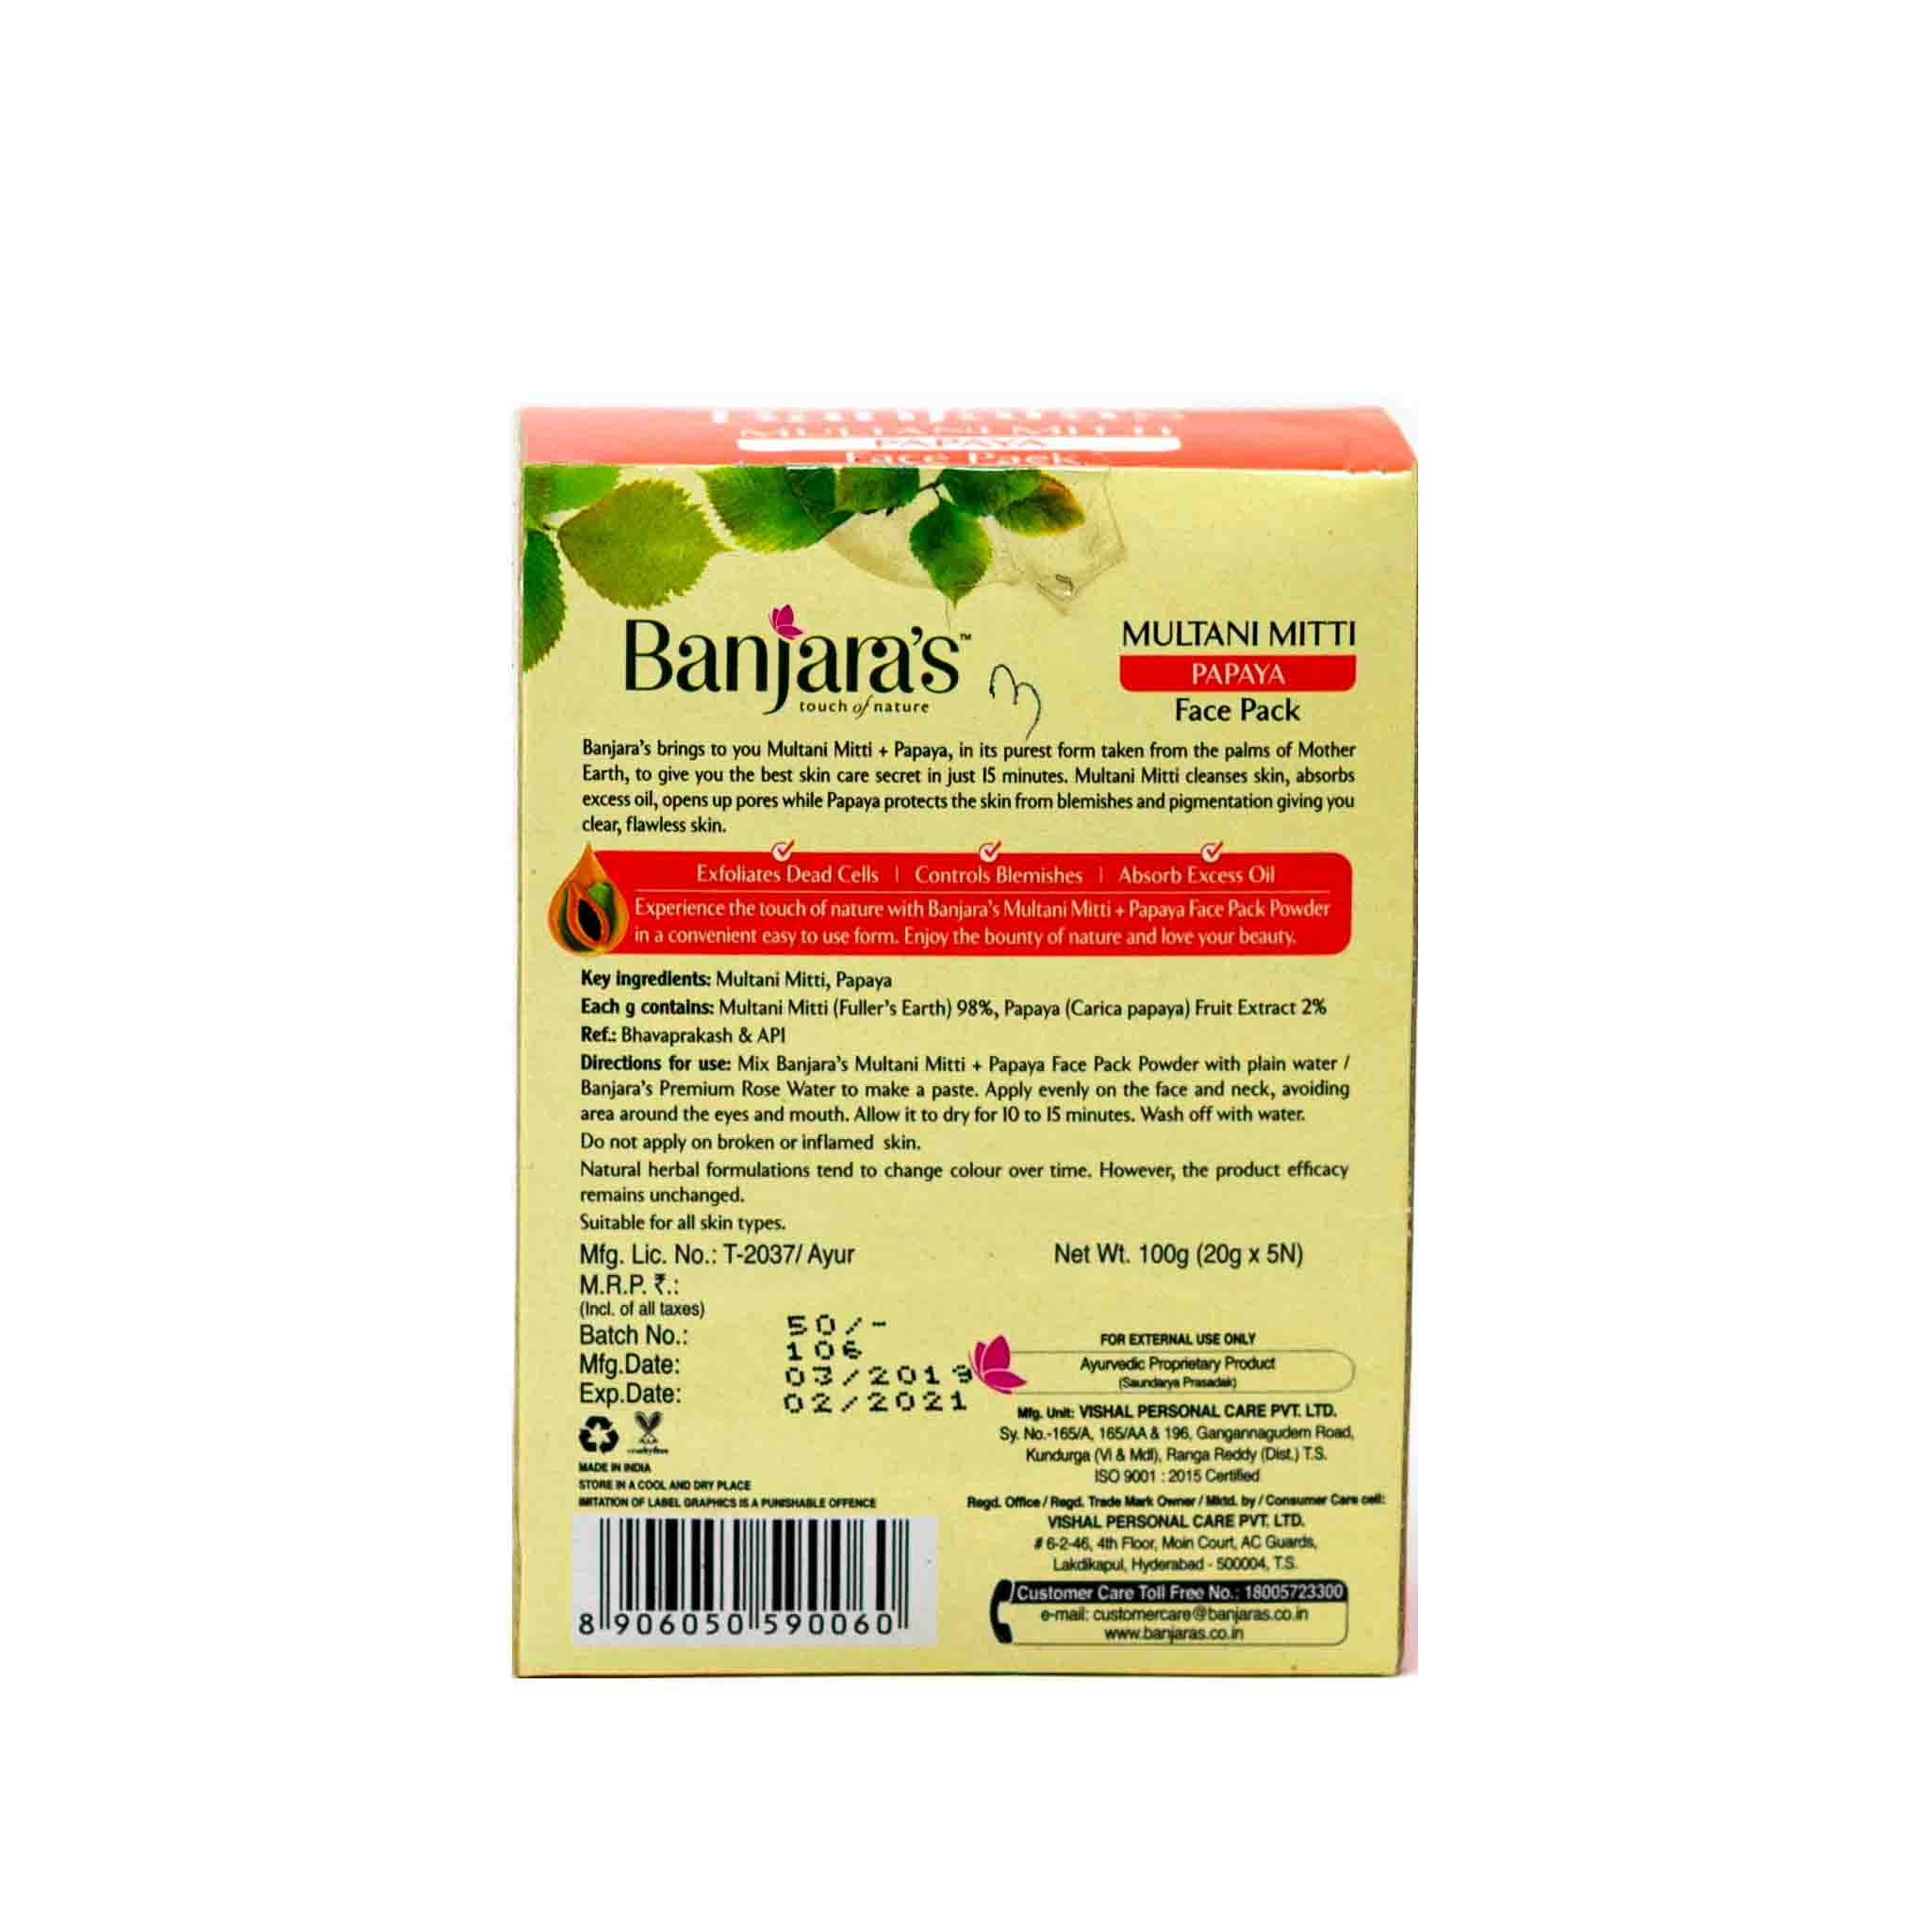 MULTANI MITTI
PAPAYA
Face Pack
Banjara's™
touch of nature
MULTANI MITTI
PAPAYA
Face Pack
Banjara's brings to you Multani Mitti + Papaya, in its purest form taken from the palms of Mother
Earth, to give you the best skin care secret in just 15 minutes. Multani Mitti cleanses skin, absorbs
excess oil, opens up pores while Papaya protects the skin from blemishes and pigmentation giving you
clear, flawless skin.
Exfoliates Dead Cells | Controls Blemishes | Absorb Excess Oil
Experience the touch of nature with Banjara's Multani Mitti + Papaya Face Pack Powder
in a convenient easy to use form. Enjoy the bounty of nature and love your beauty.
Key ingredients: Multani Mitti, Papaya
Each g contains: Multani Mitti (Fuller's Earth) 98%, Papaya (Carica papaya) Fruit Extract 2%
Ref.: Bhavaprakash & API
Directions for use: Mix Banjara's Multani Mitti + Papaya Face Pack Powder with plain water /
Banjara's Premium Rose Water to make a paste. Apply evenly on the face and neck, avoiding
area around the eyes and mouth. Allow it to dry for 10 to 15 minutes. Wash off with water.
Do not apply on broken or inflamed skin.
Natural herbal formulations tend to change colour over time. However, the product efficacy
remains unchanged.
Suitable for all skin types.
Mfg. Lic. No.: T-2037/ Ayur
Net Wt. 100g (20g x 5N)
M.R.P. ₹.:
(Incl. of all taxes)
50/-
Batch No.: 106
Mfg.Date: 03/2019
Exp.Date: 02/2021
crueltyfree
MADE IN INDIA
STORE IN A COOL AND DRY PLACE
IMITATION OF LABEL GRAPHICS IS A PUNISHABLE OFFENCE
8 906050 590060
FOR EXTERNAL USE ONLY
Ayurvedic Proprietary Product
(Saundarya Prasadak)
Mfg. Unit: VISHAL PERSONAL CARE PVT. LTD.
Sy. No.-165/A, 165/AA & 196, Gangannagudem Road,
Kundurga (Vi & Mdl), Ranga Reddy (Dist.) T.S.
ISO 9001 : 2015 Certified
Regd. Office / Regd. Trade Mark Owner / Mktd. by / Consumer Care cell:
VISHAL PERSONAL CARE PVT. LTD.
# 6-2-46, 4th Floor, Moin Court, AC Guards,
Lakdikapul, Hyderabad - 500004, T.S.
Customer Care Toll Free No.: 18005723300
e-mail: customercare@banjaras.co.in
www.banjaras.co.in